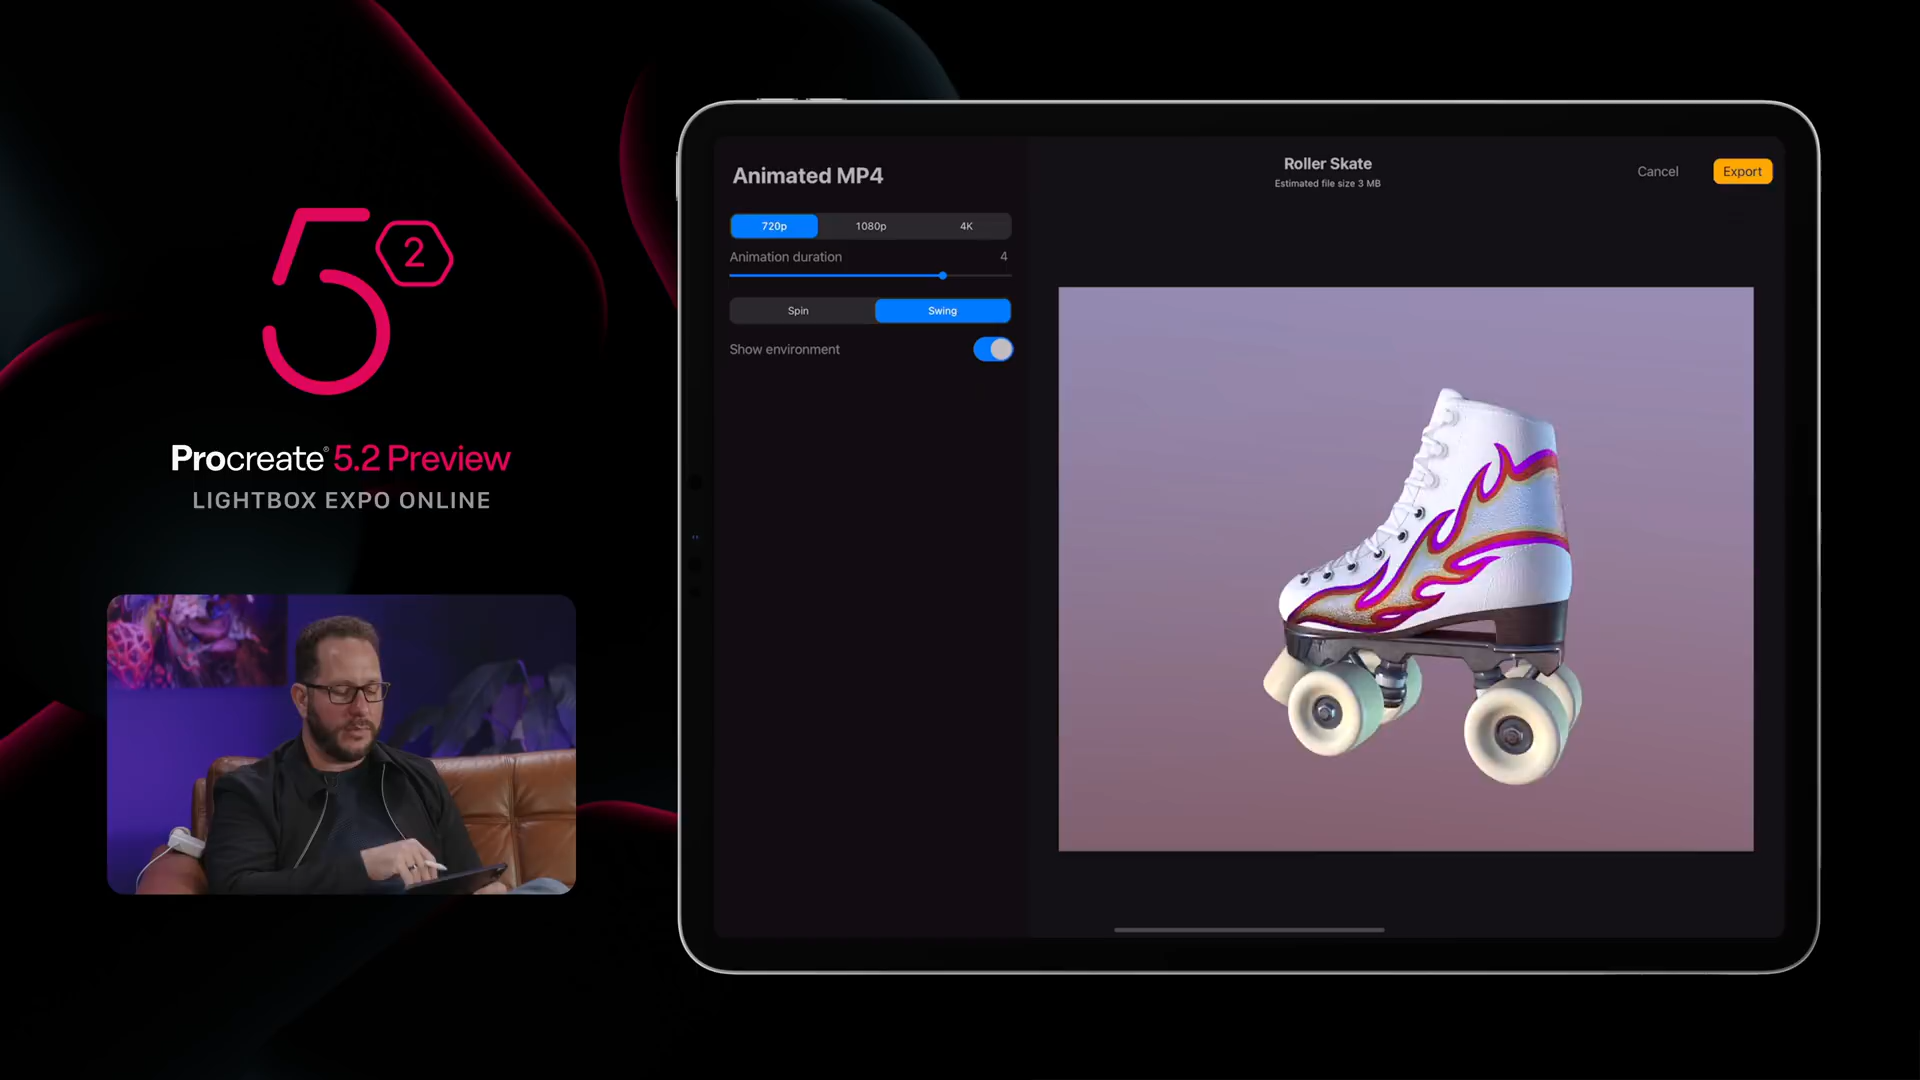 5 2
Procreate® 5.2 Preview
LIGHTBOX EXPO ONLINE
Animated MP4
720p 1080p 4K
Animation duration 4
Spin Swing
Show environment
Roller Skate
Estimated file size 3 MB
Cancel Export